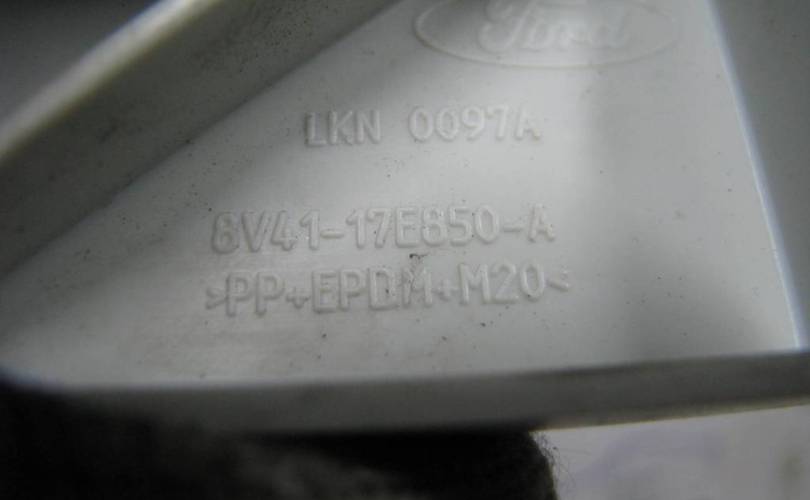 Ford
LKN 0097A
8V41-17E850-A
>PP+EPDM+M20<